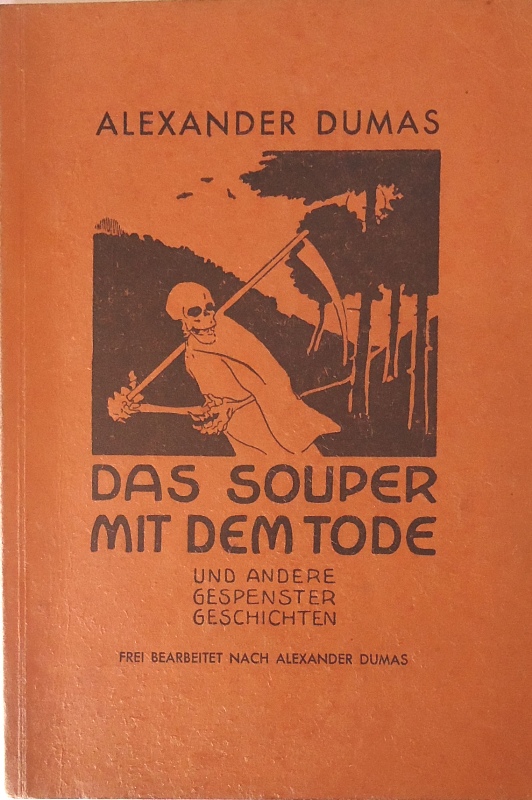 ALEXANDER DUMAS
DAS SOUPER
MIT DEM TODE
UND ANDERE
GESPENSTER
GESCHICHTEN
FREI BEARBEITET NACH ALEXANDER DUMAS